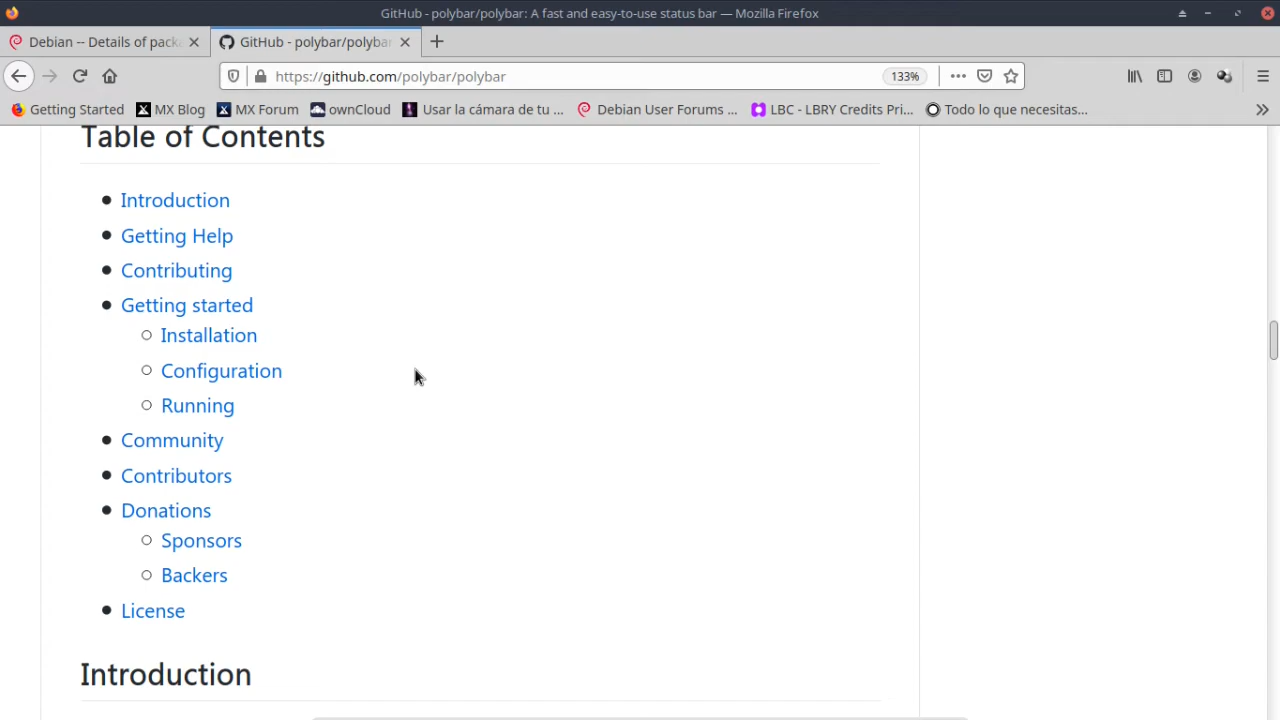 GitHub - polybar/polybar: A fast and easy-to-use status bar — Mozilla Firefox
Debian -- Details of pack
GitHub - polybar/polybar
https://github.com/polybar/polybar
133%
Getting Started
MX Blog
MX Forum
ownCloud
Usar la cámara de tu ...
Debian User Forums ...
LBC - LBRY Credits Pri...
Todo lo que necesitas...
Table of Contents
Introduction
Getting Help
Contributing
Getting started
Installation
Configuration
Running
Community
Contributors
Donations
Sponsors
Backers
License
Introduction